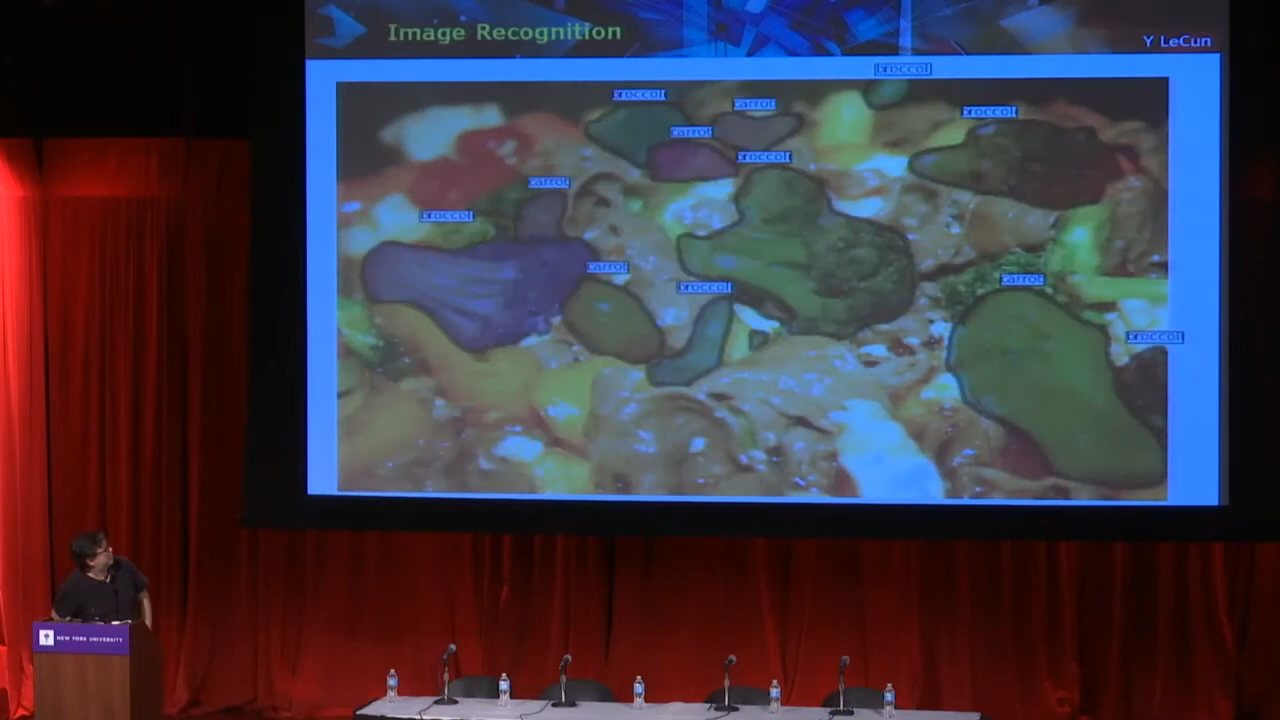 Image Recognition
Y LeCun
broccoli
broccoli
carrot
broccoli
carrot
broccoli
carrot
broccoli
carrot
carrot
broccoli
broccoli
NEW YORK UNIVERSITY